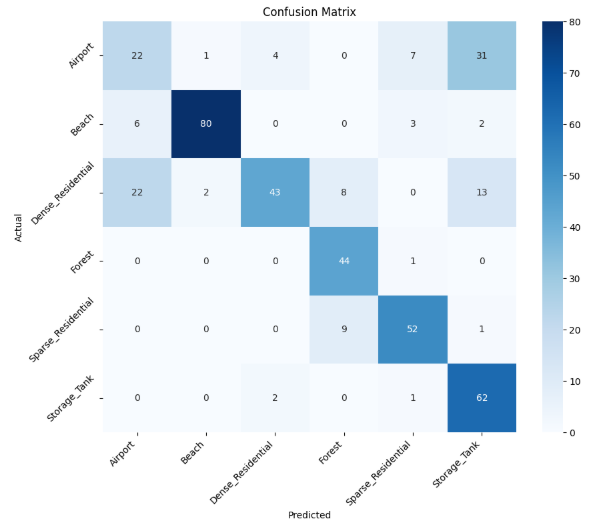 Confusion Matrix
Actual
Airport 22 1 4 0 7 31
Beach 6 80 0 0 3 2
Dense_Residential 22 2 43 8 0 13
Forest 0 0 0 44 1 0
Sparse_Residential 0 0 0 9 52 1
Storage_Tank 0 0 2 0 1 62
Airport Beach Dense_Residential Forest Sparse_Residential Storage_Tank
Predicted
80
70
60
50
40
30
20
10
0